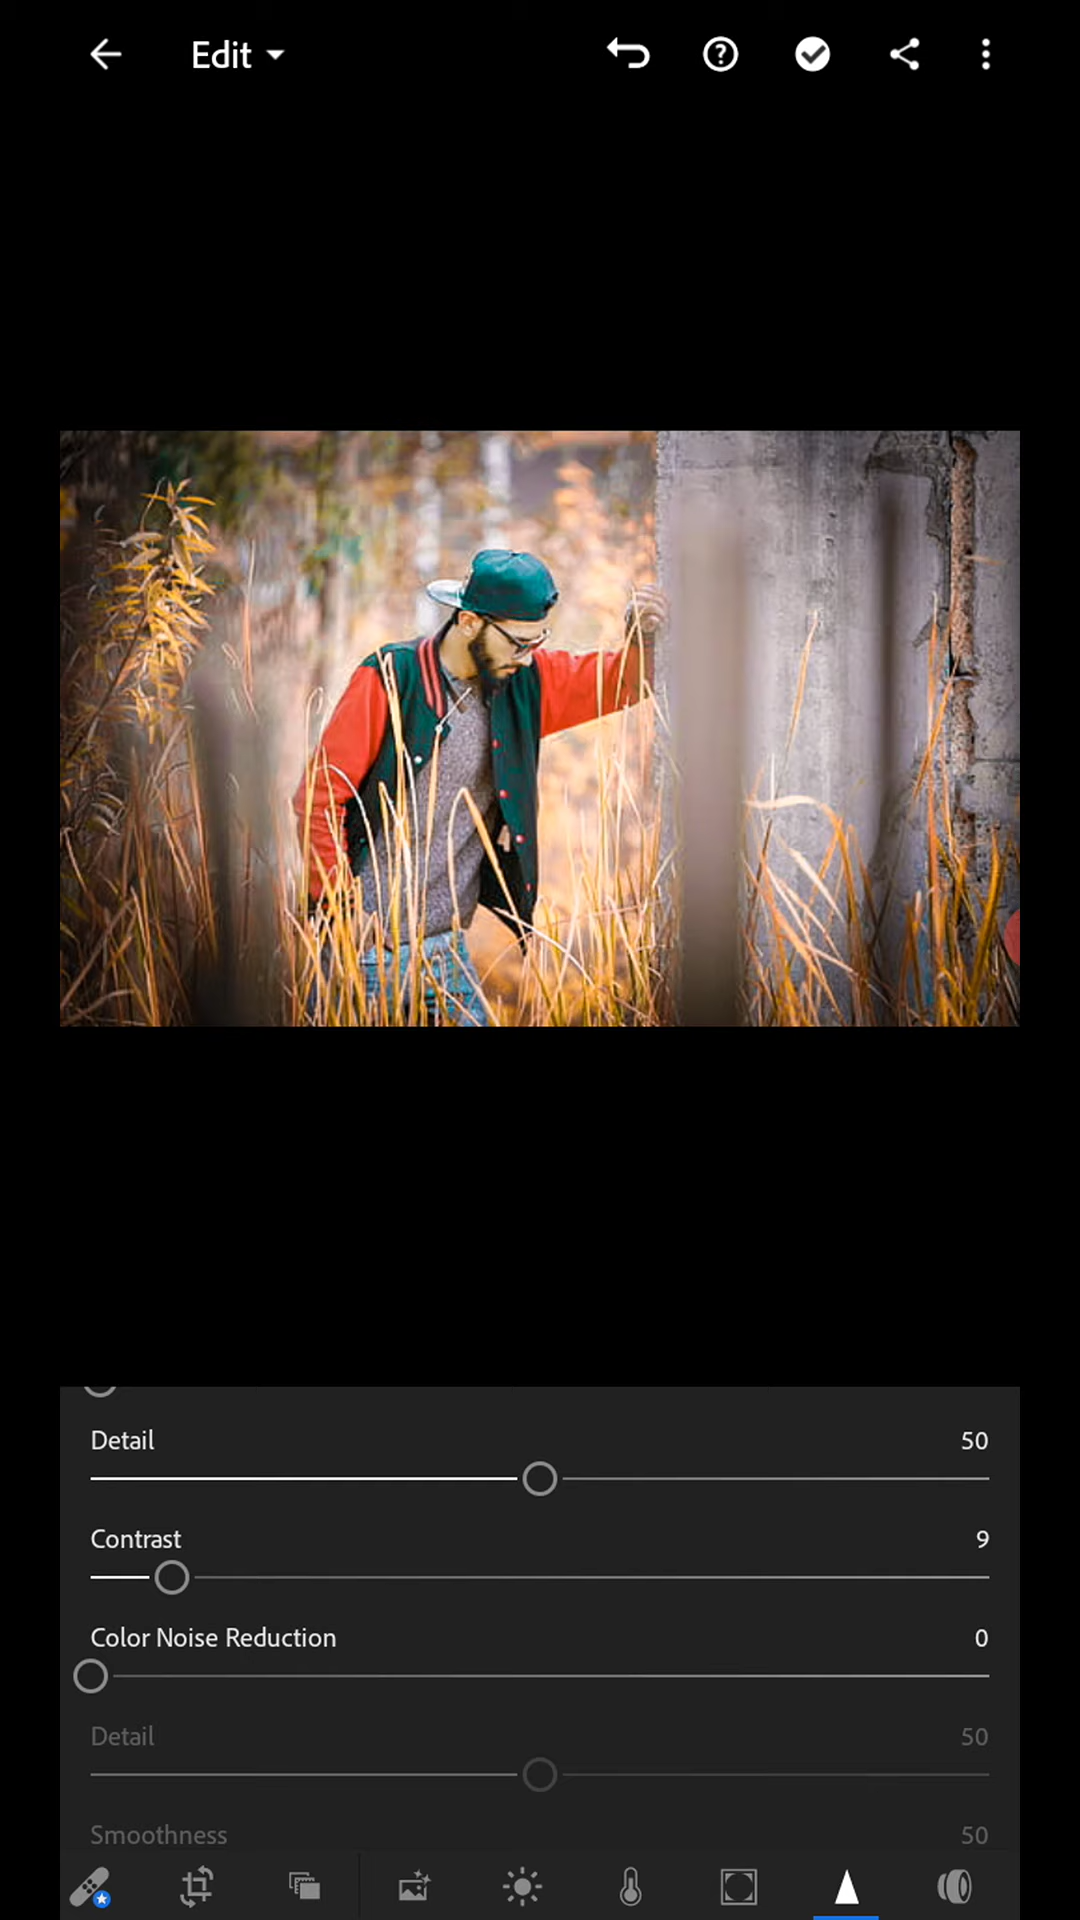 Edit
Detail 50
Contrast 9
Color Noise Reduction 0
Detail 50
Smoothness 50